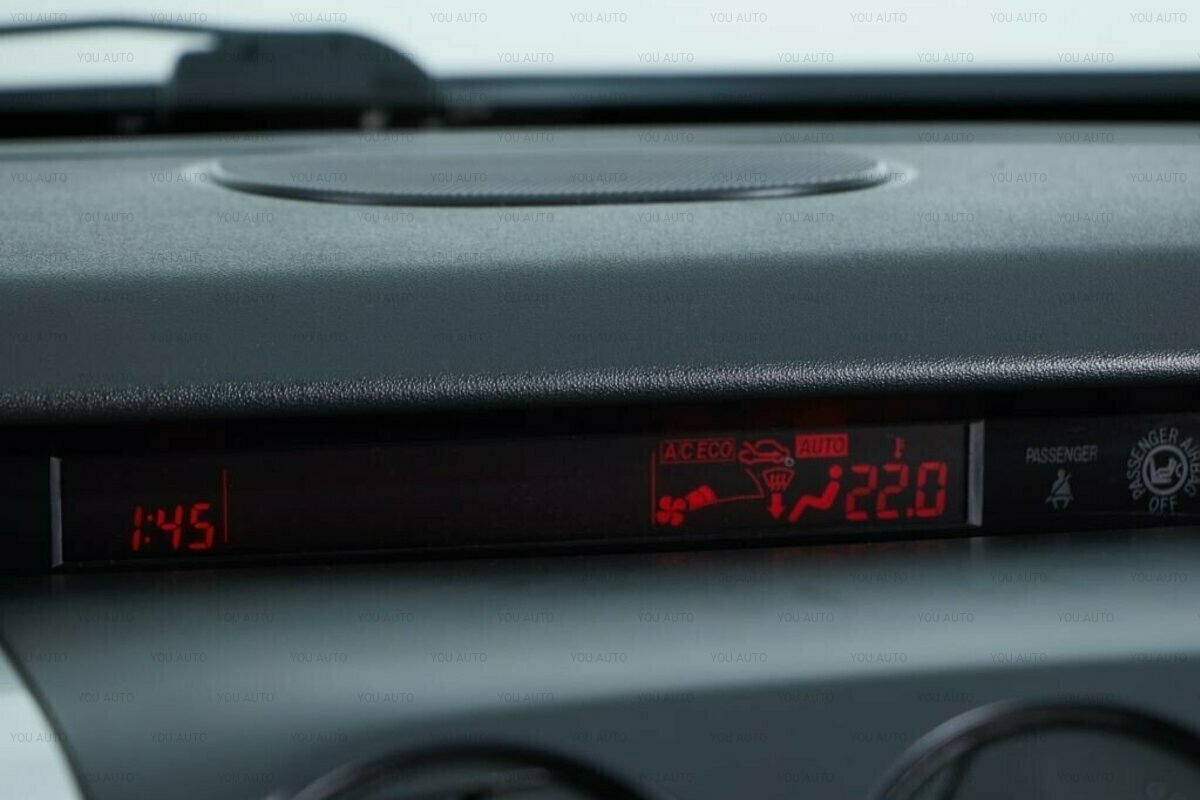 YOU AUTO
1:45
A/C ECO
AUTO
22.0
PASSENGER
PASSENGER AIRBAG
OFF